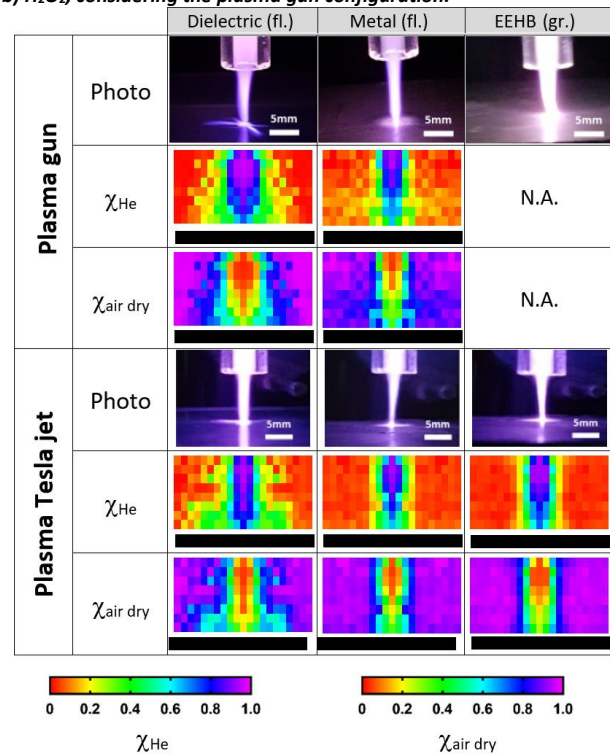 b) H₂O₂, considering the plasma gun configuration.
Dielectric (fl.) Metal (fl.) EEHB (gr.)
Plasma gun
Photo
5mm 5mm 5mm
χHe
N.A.
χair dry
N.A.
Plasma Tesla jet
Photo
5mm 5mm 5mm
χHe
χair dry
0 0.2 0.4 0.6 0.8 1.0
χHe
0 0.2 0.4 0.6 0.8 1.0
χair dry